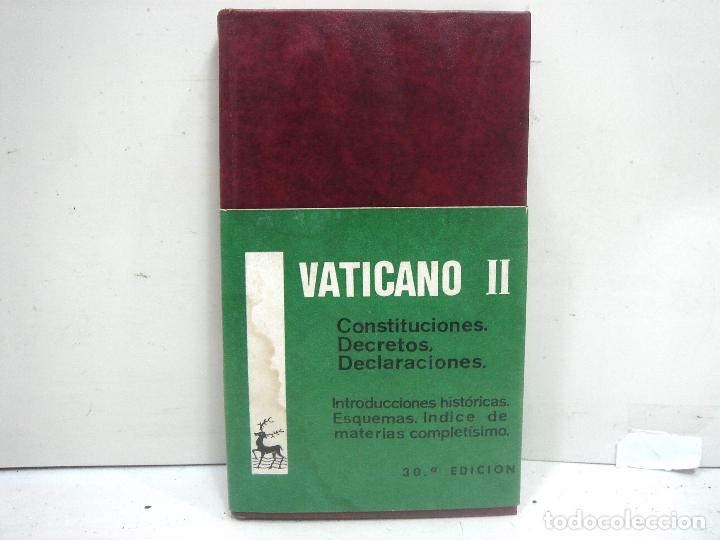 VATICANO II
Constituciones.
Decretos.
Declaraciones.
Introducciones históricas.
Esquemas. Indice de
materias completísimo.
30.ª EDICION
todocoleccion